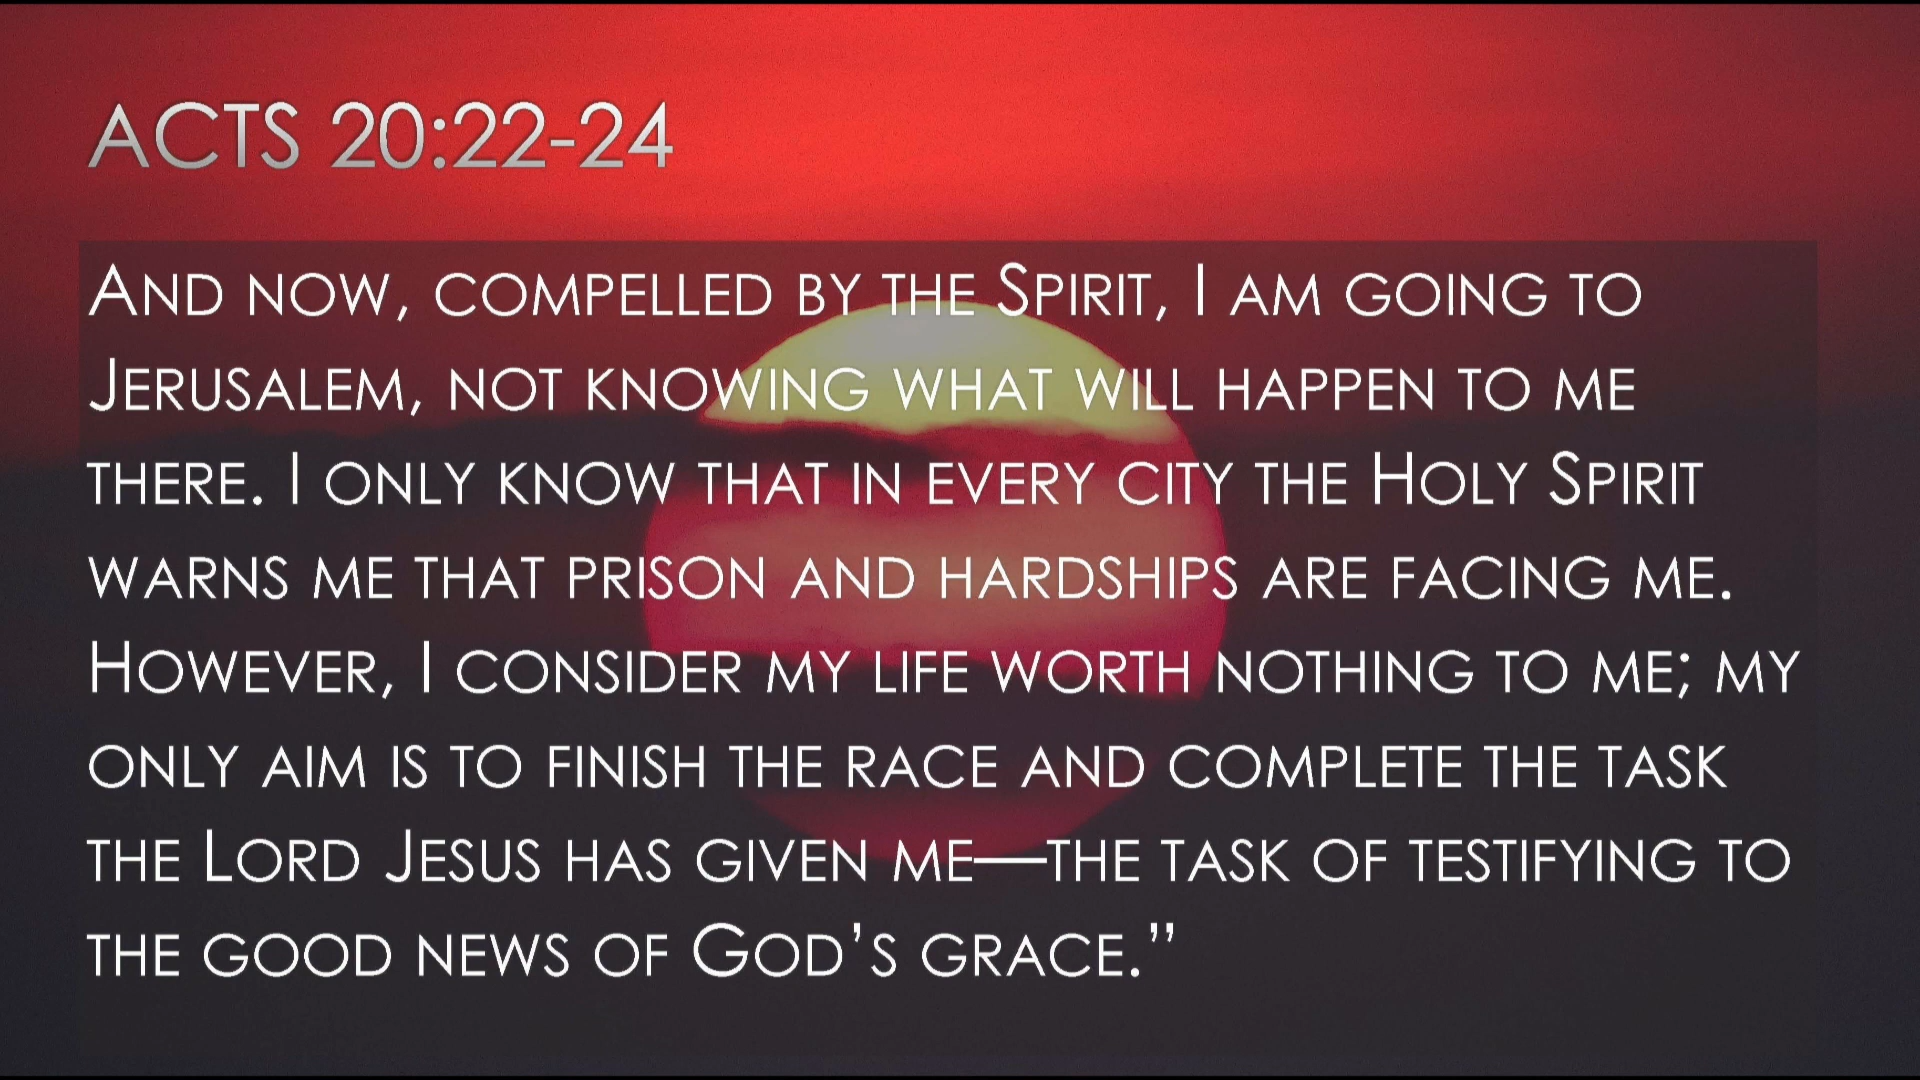 ACTS 20:22-24
And now, compelled by the Spirit, I am going to
Jerusalem, not knowing what will happen to me
there. I only know that in every city the Holy Spirit
warns me that prison and hardships are facing me.
However, I consider my life worth nothing to me; my
only aim is to finish the race and complete the task
the Lord Jesus has given me—the task of testifying to
the good news of God’s grace.”